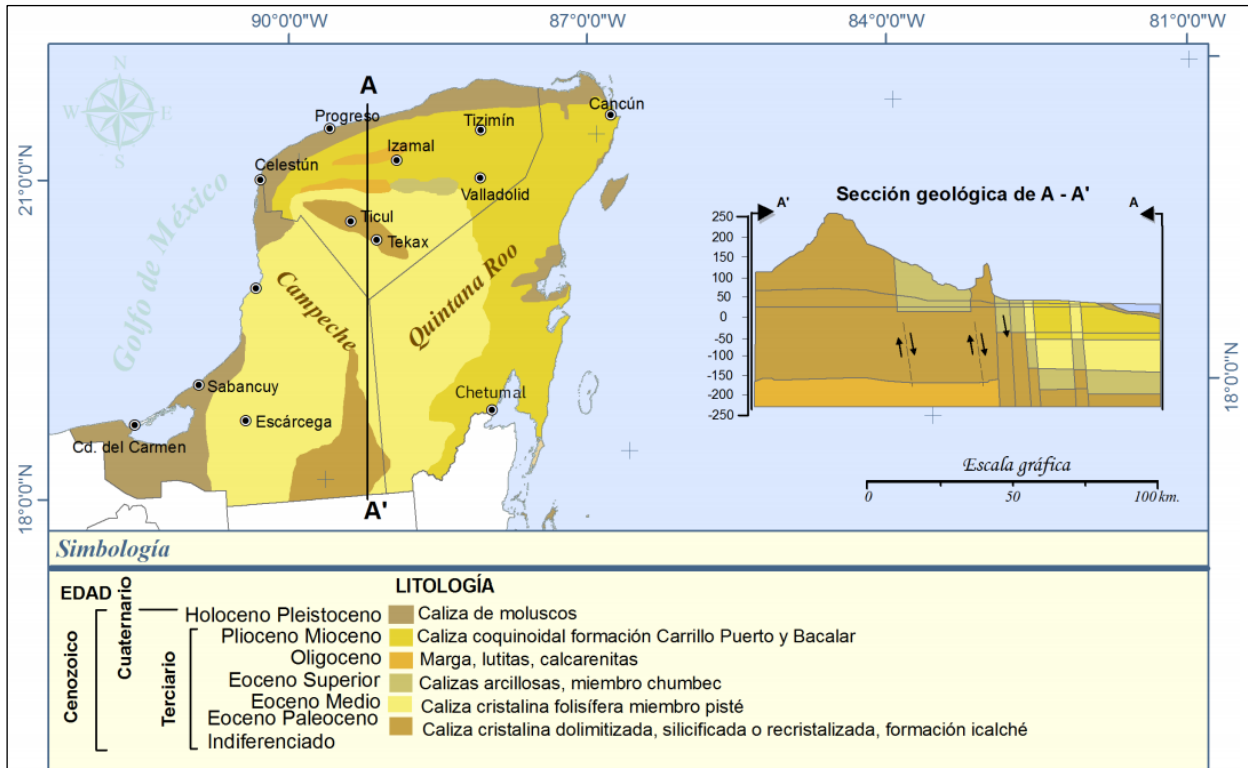 90°0'0"W 87°0'0"W 84°0'0"W 81°0'0"W
N
W E
S
A
Progreso
Cancún
Tizimín
Izamal
Celestún
21°0'0"N
Valladolid
Ticul
Tekax
Golfo de México
Campeche
Quintana Roo
Sabancuy
Chetumal
Escárcega
Cd. del Carmen
18°0'0"N
A'
Sección geológica de A - A'
A' A
250
200
150
100
50
0
-50
-100
-150
-200
-250
18°0'0"N
Escala gráfica
0 50 100 km.
Simbología
EDAD LITOLOGÍA
Cenozoico
Cuaternario
Terciario
Holoceno Pleistoceno Caliza de moluscos
Plioceno Mioceno Caliza coquinoidal formación Carrillo Puerto y Bacalar
Oligoceno Marga, lutitas, calcarenitas
Eoceno Superior Calizas arcillosas, miembro chumbec
Eoceno Medio Caliza cristalina folisífera miembro pisté
Eoceno Paleoceno Caliza cristalina dolimitizada, silicificada o recristalizada, formación icalché
Indiferenciado